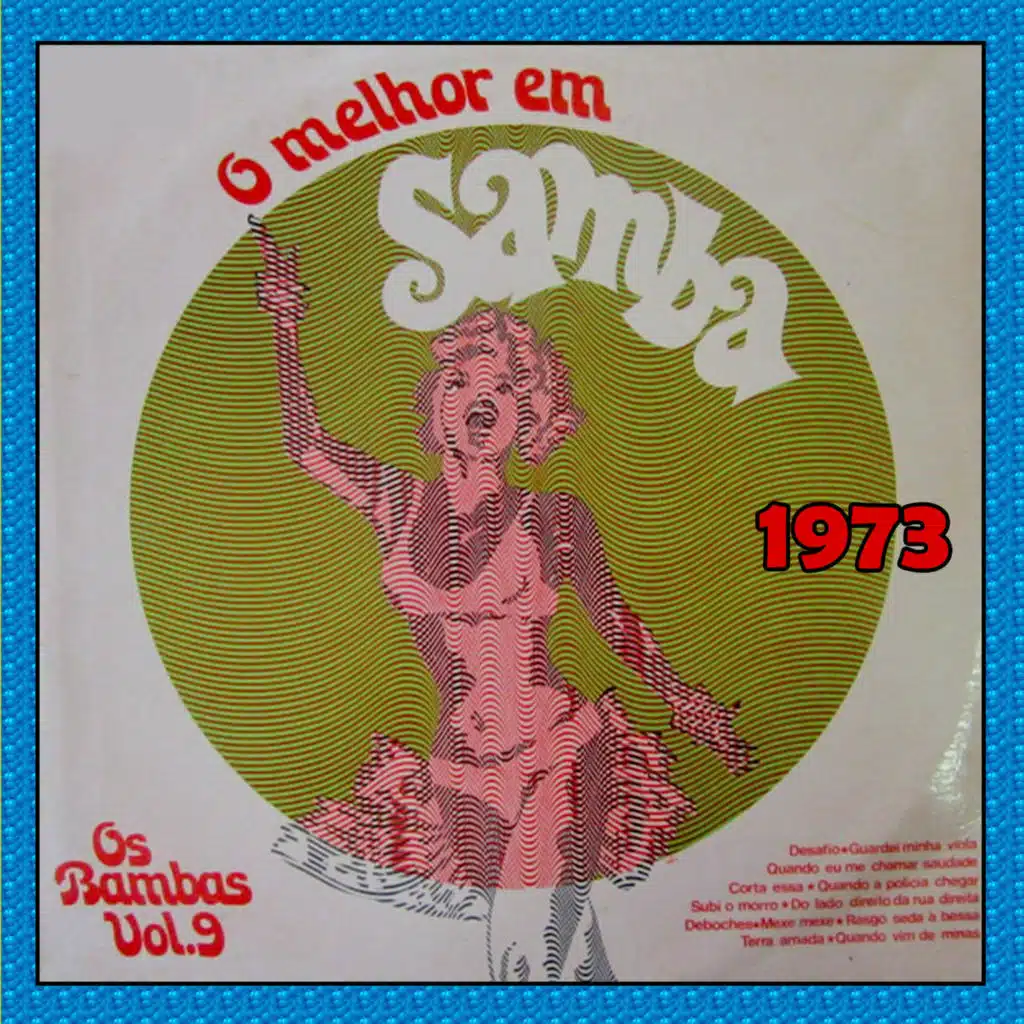 O melhor em
Samba
1973
Os
Bambas
Vol.9
Desafio★Guardei minha viola
Quando eu me chamar saudade
Corta essa ★ Quando a polícia chegar
Subi o morro ★ Do lado direito da rua direita
Deboches★Mexe mexe★ Rasgo seda à bessa
Terra amada★Quando vim de minas